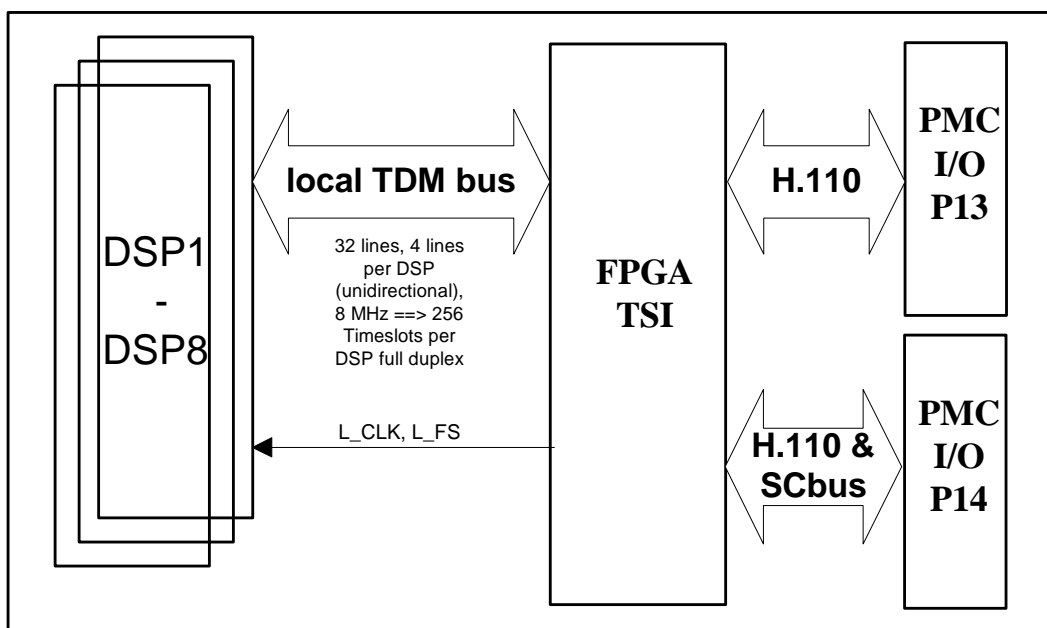 DSP1
-
DSP8
local TDM bus
32 lines, 4 lines
per DSP
(unidirectional),
8 MHz ==> 256
Timeslots per
DSP full duplex
L_CLK, L_FS
FPGA
TSI
H.110
PMC
I/O
P13
H.110 &
SCbus
PMC
I/O
P14